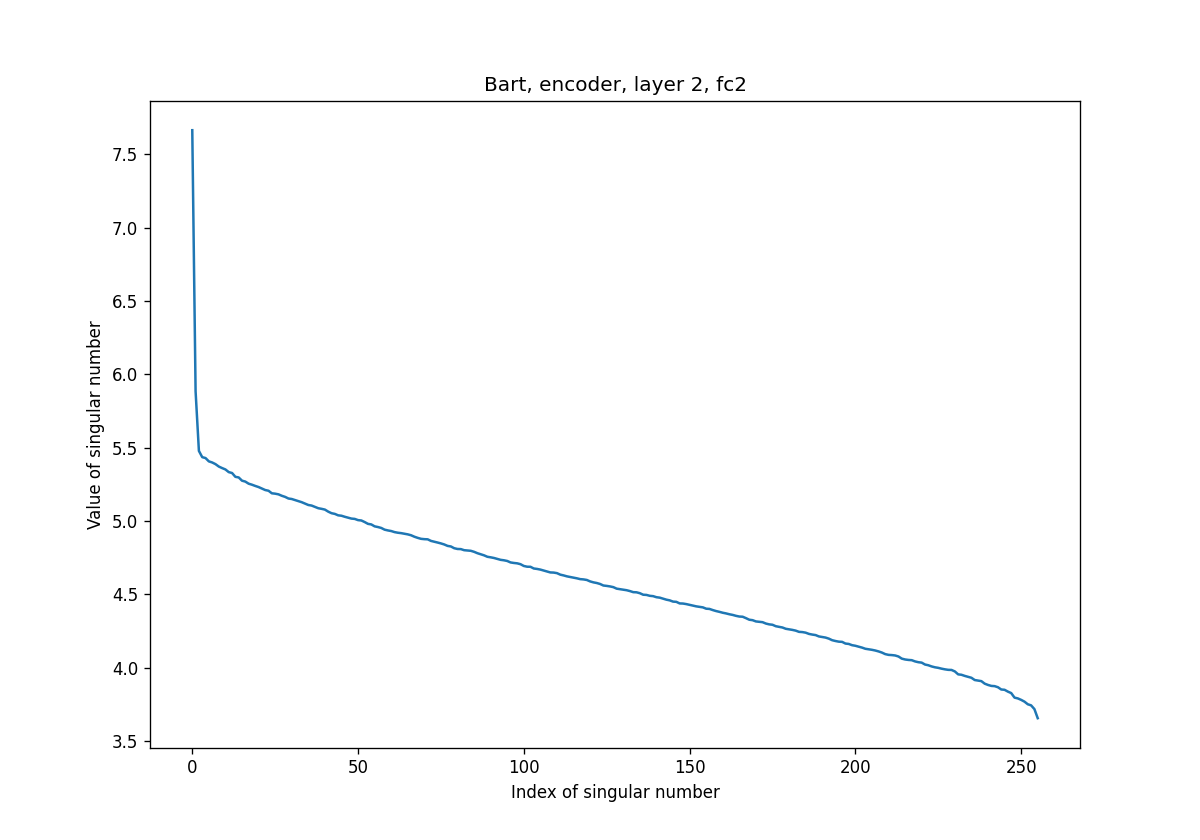 Bart, encoder, layer 2, fc2
Value of singular number
7.5
7.0
6.5
6.0
5.5
5.0
4.5
4.0
3.5
0 50 100 150 200 250
Index of singular number